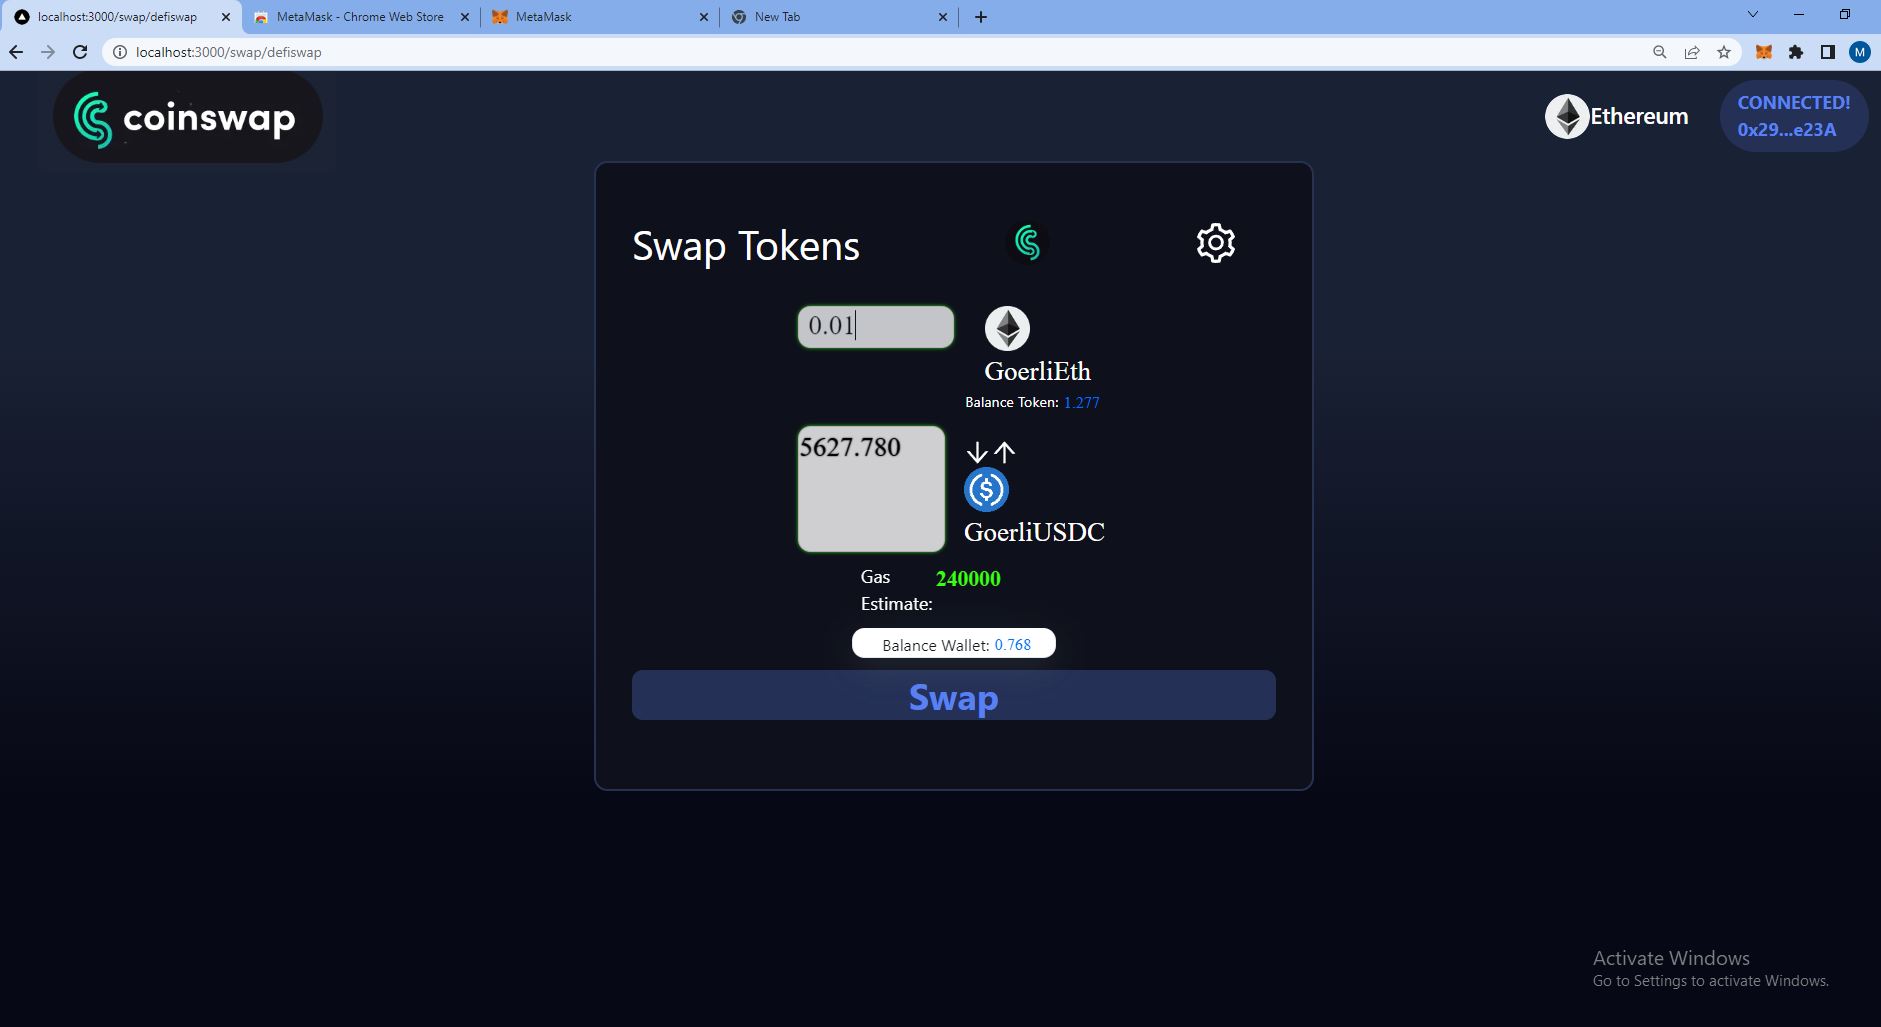 localhost:3000/swap/defiswap
MetaMask - Chrome Web Store
MetaMask
New Tab
localhost:3000/swap/defiswap
M
coinswap
Ethereum
CONNECTED!
0x29...e23A
Swap Tokens
0.01
GoerliEth
Balance Token: 1.277
5627.780
GoerliUSDC
Gas 240000
Estimate:
Balance Wallet: 0.768
Swap
Activate Windows
Go to Settings to activate Windows.